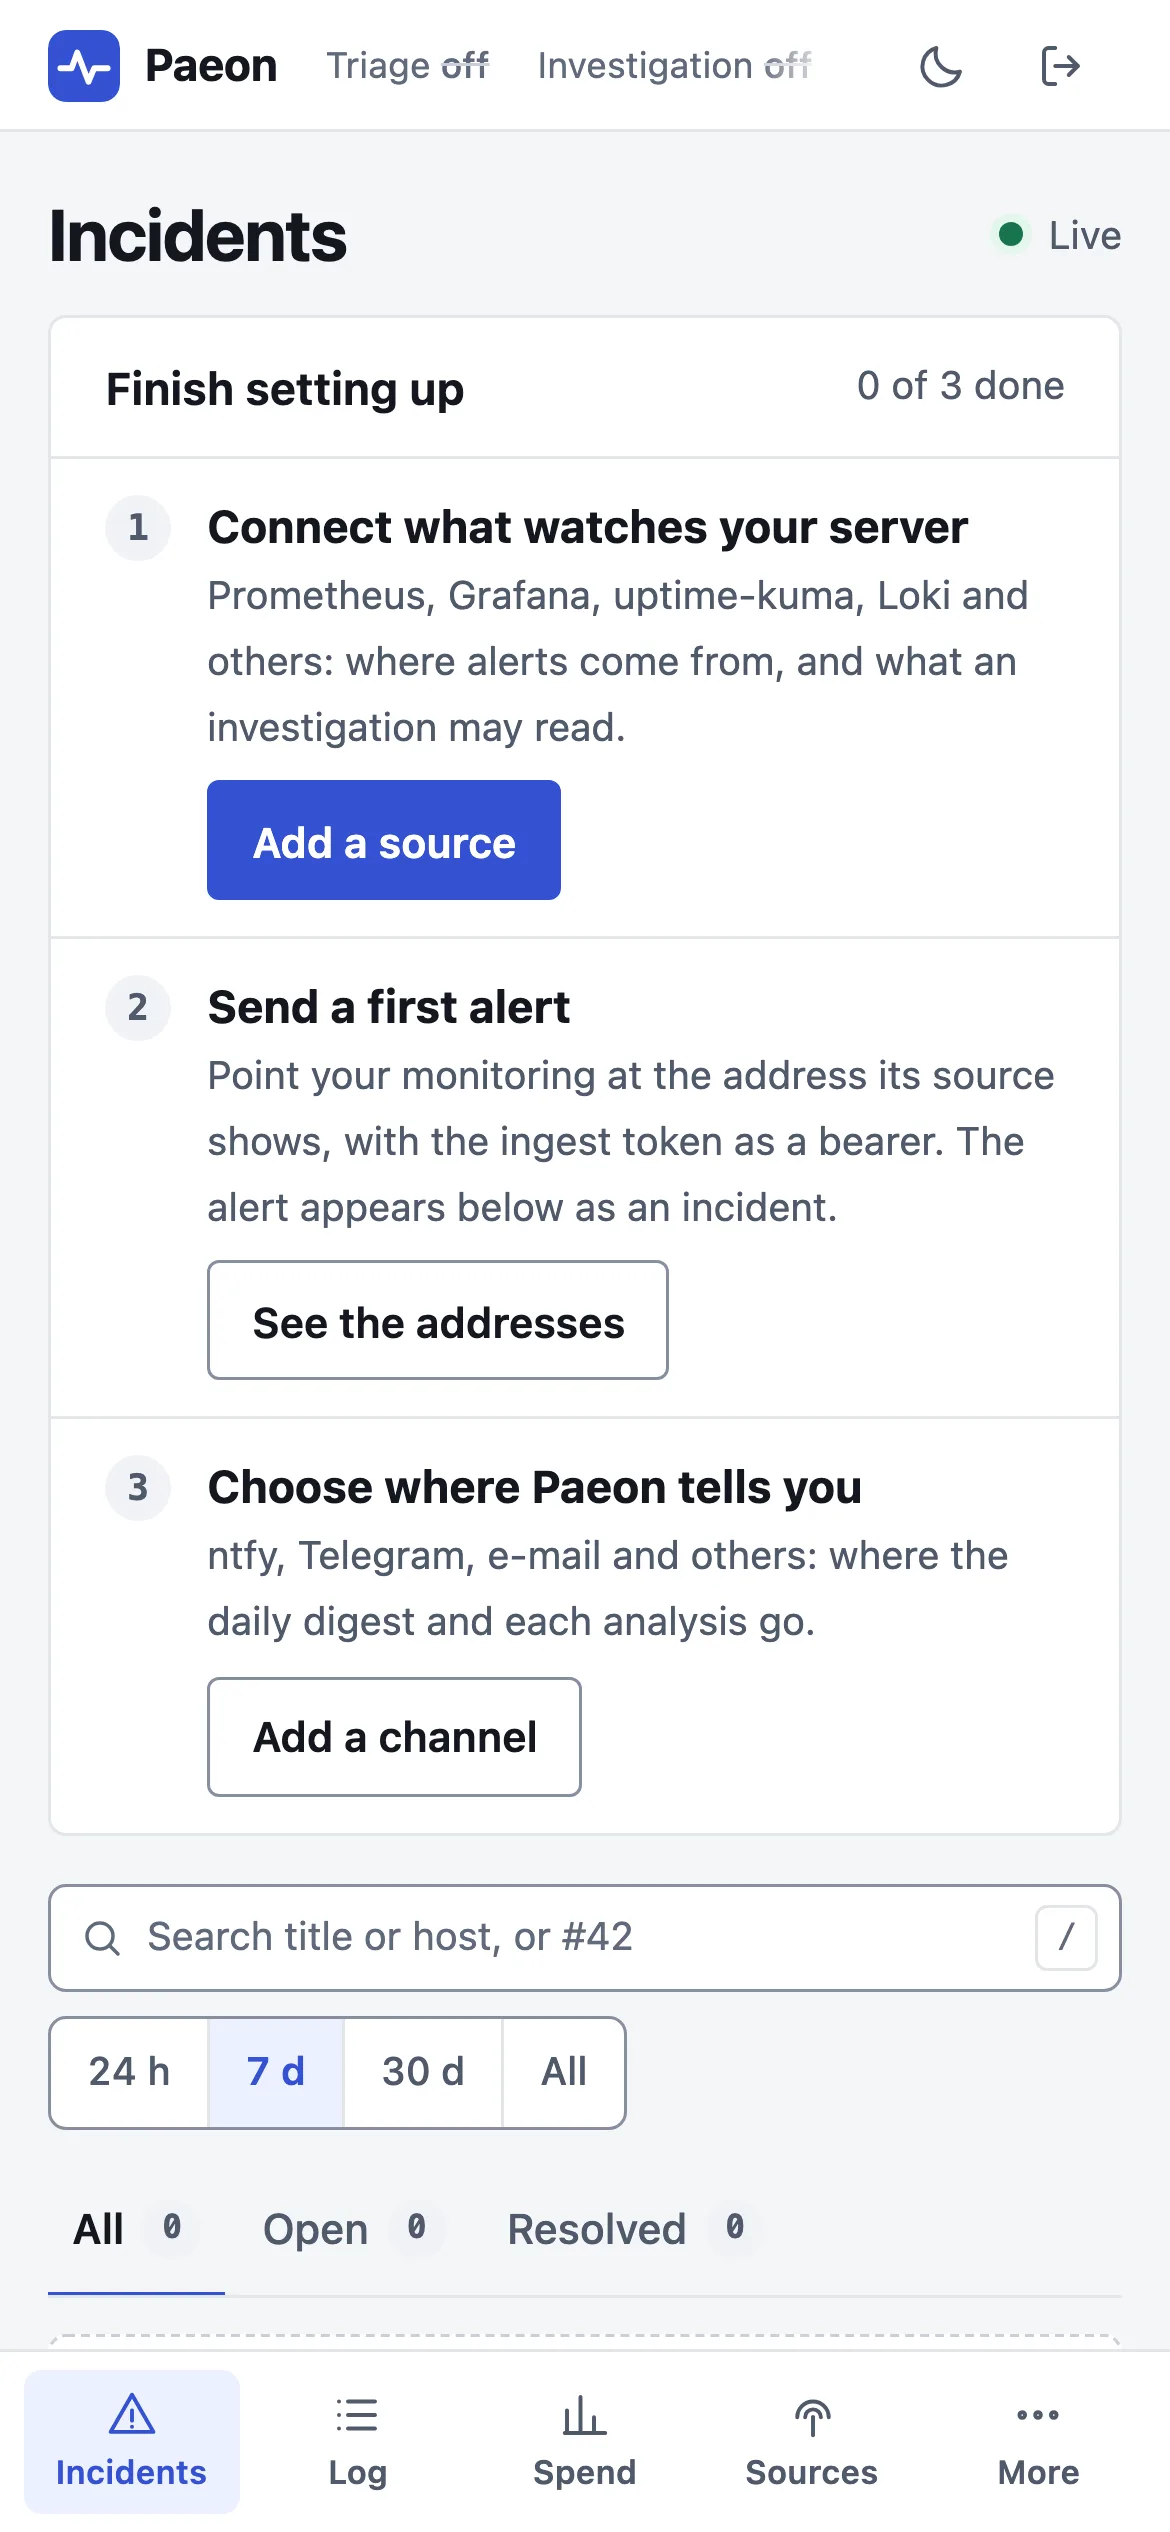 Paeon Triage off Investigation off
Incidents
Live
Finish setting up
0 of 3 done
1
Connect what watches your server
Prometheus, Grafana, uptime-kuma, Loki and
others: where alerts come from, and what an
investigation may read.
Add a source
2
Send a first alert
Point your monitoring at the address its source
shows, with the ingest token as a bearer. The
alert appears below as an incident.
See the addresses
3
Choose where Paeon tells you
ntfy, Telegram, e-mail and others: where the
daily digest and each analysis go.
Add a channel
Search title or host, or #42 /
24 h 7 d 30 d All
All 0 Open 0 Resolved 0
Incidents Log Spend Sources More